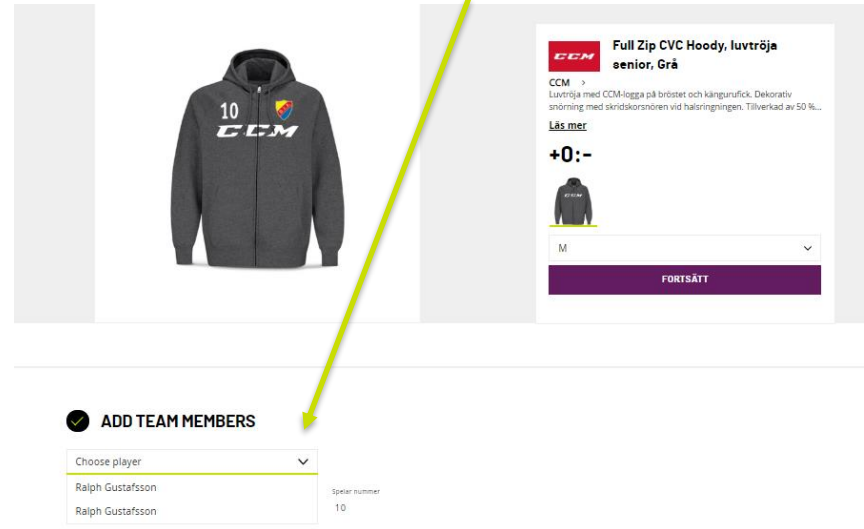 10
CCM
CCM
Full Zip CVC Hoody, luvtröja
senior, Grå
CCM >
Luvtröja med CCM-logga på bröstet och kängurufick. Dekorativ
snörning med skridskorsnören vid halsringningen. Tillverkad av 50 %...
Läs mer
+0:-
CCM
M
FORTSÄTT
ADD TEAM MEMBERS
Choose player
Ralph Gustafsson
Ralph Gustafsson
Spelar nummer
10